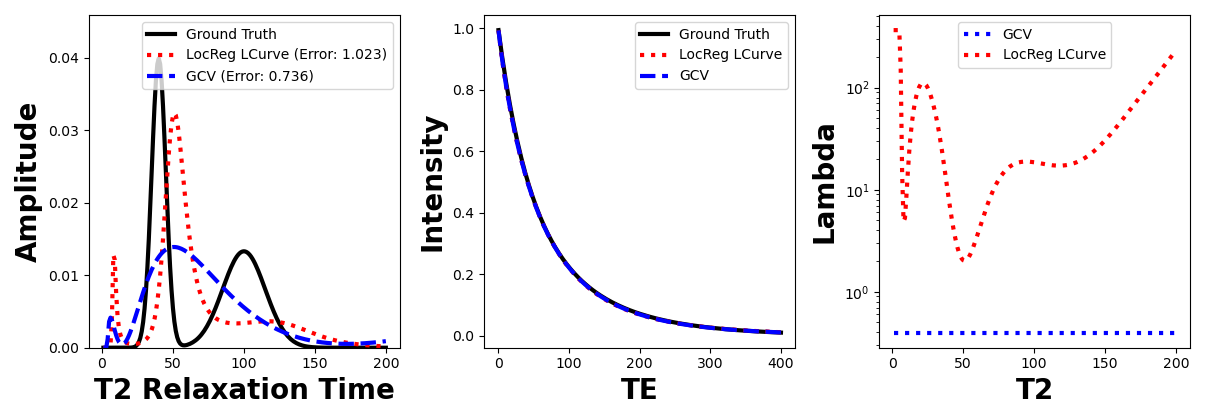 Amplitude
0.00
0.01
0.02
0.03
0.04
Ground Truth
LocReg LCurve (Error: 1.023)
GCV (Error: 0.736)
0
50
100
150
200
T2 Relaxation Time
Intensity
0.0
0.2
0.4
0.6
0.8
1.0
Ground Truth
LocReg LCurve
GCV
0
100
200
300
400
TE
Lambda
10⁰
10¹
10²
GCV
LocReg LCurve
0
50
100
150
200
T2